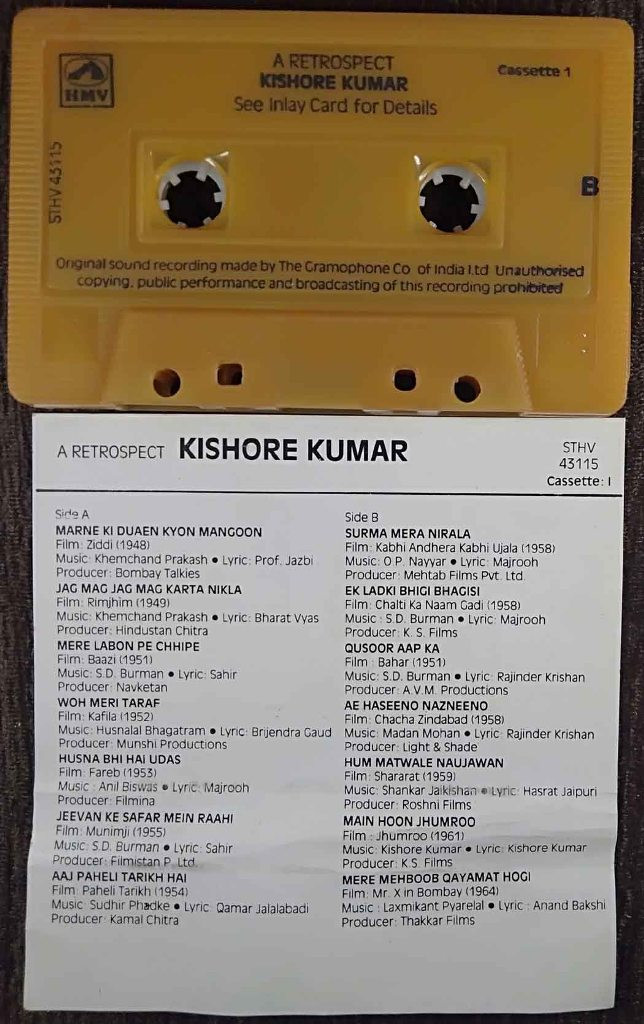 HMV
A RETROSPECT
KISHORE KUMAR
See Inlay Card for Details
Cassette 1
STHV 43115
B
Original sound recording made by The Gramophone Co of India Ltd Unauthorised
copying, public performance and broadcasting of this recording prohibited
A RETROSPECT KISHORE KUMAR
STHV
43115
Cassette: I
Side A
MARNE KI DUAEN KYON MANGOON
Film: Ziddi (1948)
Music: Khemchand Prakash • Lyric: Prof. Jazbi
Producer: Bombay Talkies
JAG MAG JAG MAG KARTA NIKLA
Film: Rimjhim (1949)
Music: Khemchand Prakash • Lyric: Bharat Vyas
Producer: Hindustan Chitra
MERE LABON PE CHHIPE
Film: Baazi (1951)
Music: S.D. Burman • Lyric: Sahir
Producer: Navketan
WOH MERI TARAF
Film: Kafila (1952)
Music: Husnalal Bhagatram • Lyric: Brijendra Gaud
Producer: Munshi Productions
HUSNA BHI HAI UDAS
Film: Fareb (1953)
Music : Anil Biswas • Lyric: Majrooh
Producer: Filmina
JEEVAN KE SAFAR MEIN RAAHI
Film: Munimji (1955)
Music: S.D. Burman • Lyric: Sahir
Producer: Filmistan P. Ltd.
AAJ PAHELI TARIKH HAI
Film: Paheli Tarikh (1954)
Music: Sudhir Phadke • Lyric: Qamar Jalalabadi
Producer: Kamal Chitra
Side B
SURMA MERA NIRALA
Film: Kabhi Andhera Kabhi Ujala (1958)
Music: O.P. Nayyar • Lyric: Majrooh
Producer: Mehtab Films Pvt. Ltd.
EK LADKI BHIGI BHAGISI
Film: Chalti Ka Naam Gadi (1958)
Music : S.D. Burman • Lyric: Majrooh
Producer: K. S. Films
QUSOOR AAP KA
Film: Bahar (1951)
Music: S.D. Burman • Lyric: Rajinder Krishan
Producer: A.V.M. Productions
AE HASEENO NAZNEENO
Film: Chacha Zindabad (1958)
Music: Madan Mohan • Lyric: Rajinder Krishan
Producer: Light & Shade
HUM MATWALE NAUJAWAN
Film: Shararat (1959)
Music: Shankar Jaikishan • Lyric: Hasrat Jaipuri
Producer: Roshni Films
MAIN HOON JHUMROO
Film : Jhumroo (1961)
Music: Kishore Kumar • Lyric: Kishore Kumar
Producer: K.S. Films
MERE MEHBOOB QAYAMAT HOGI
Film: Mr. X in Bombay (1964)
Music : Laxmikant Pyarelal • Lyric : Anand Bakshi
Producer: Thakkar Films